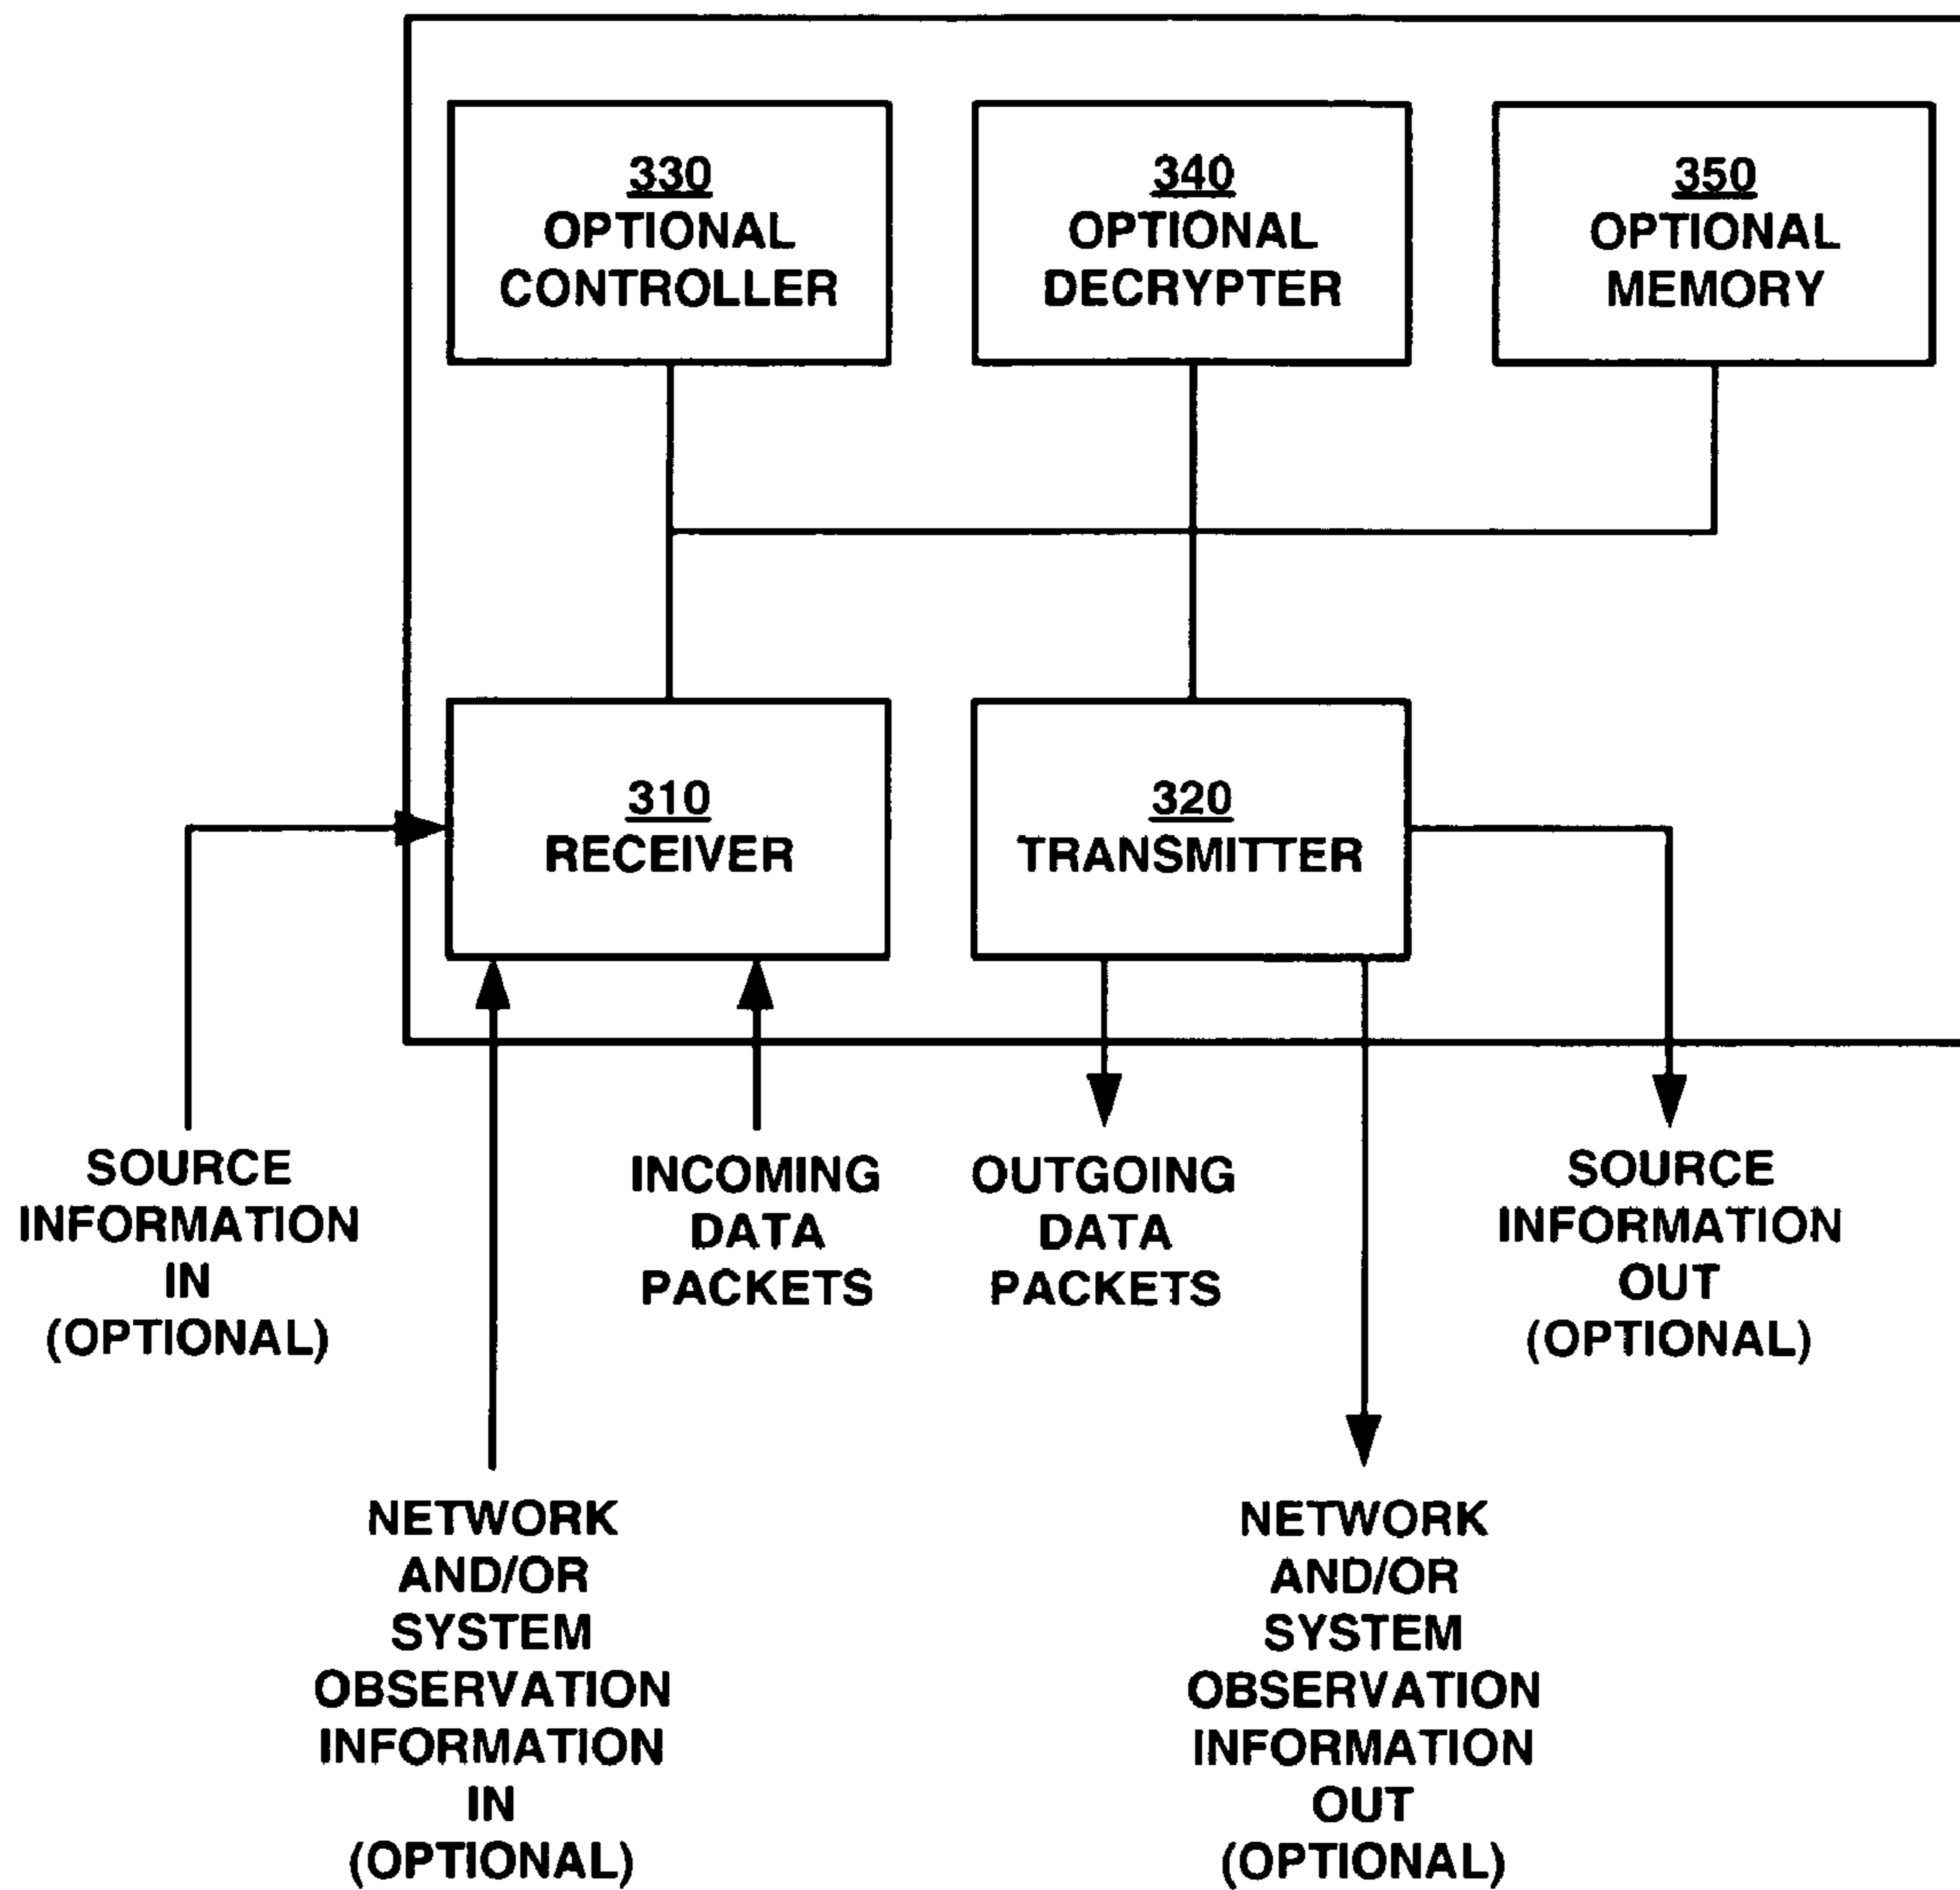 330
OPTIONAL
CONTROLLER
340
OPTIONAL
DECRYPTER
350
OPTIONAL
MEMORY
310
RECEIVER
320
TRANSMITTER
SOURCE
INFORMATION
IN
(OPTIONAL)
INCOMING
DATA
PACKETS
OUTGOING
DATA
PACKETS
SOURCE
INFORMATION
OUT
(OPTIONAL)
NETWORK
AND/OR
SYSTEM
OBSERVATION
INFORMATION
IN
(OPTIONAL)
NETWORK
AND/OR
SYSTEM
OBSERVATION
INFORMATION
OUT
(OPTIONAL)